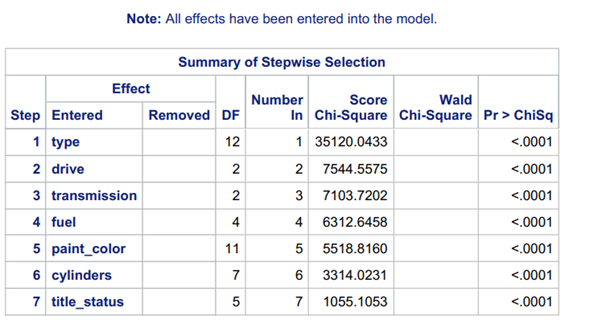 Note: All effects have been entered into the model.
Summary of Stepwise Selection
Effect
Number Score Wald
Step Entered Removed DF In Chi-Square Chi-Square Pr > ChiSq
1 type 12 1 35120.0433 <.0001
2 drive 2 2 7544.5575 <.0001
3 transmission 2 3 7103.7202 <.0001
4 fuel 4 4 6312.6458 <.0001
5 paint_color 11 5 5518.8160 <.0001
6 cylinders 7 6 3314.0231 <.0001
7 title_status 5 7 1055.1053 <.0001